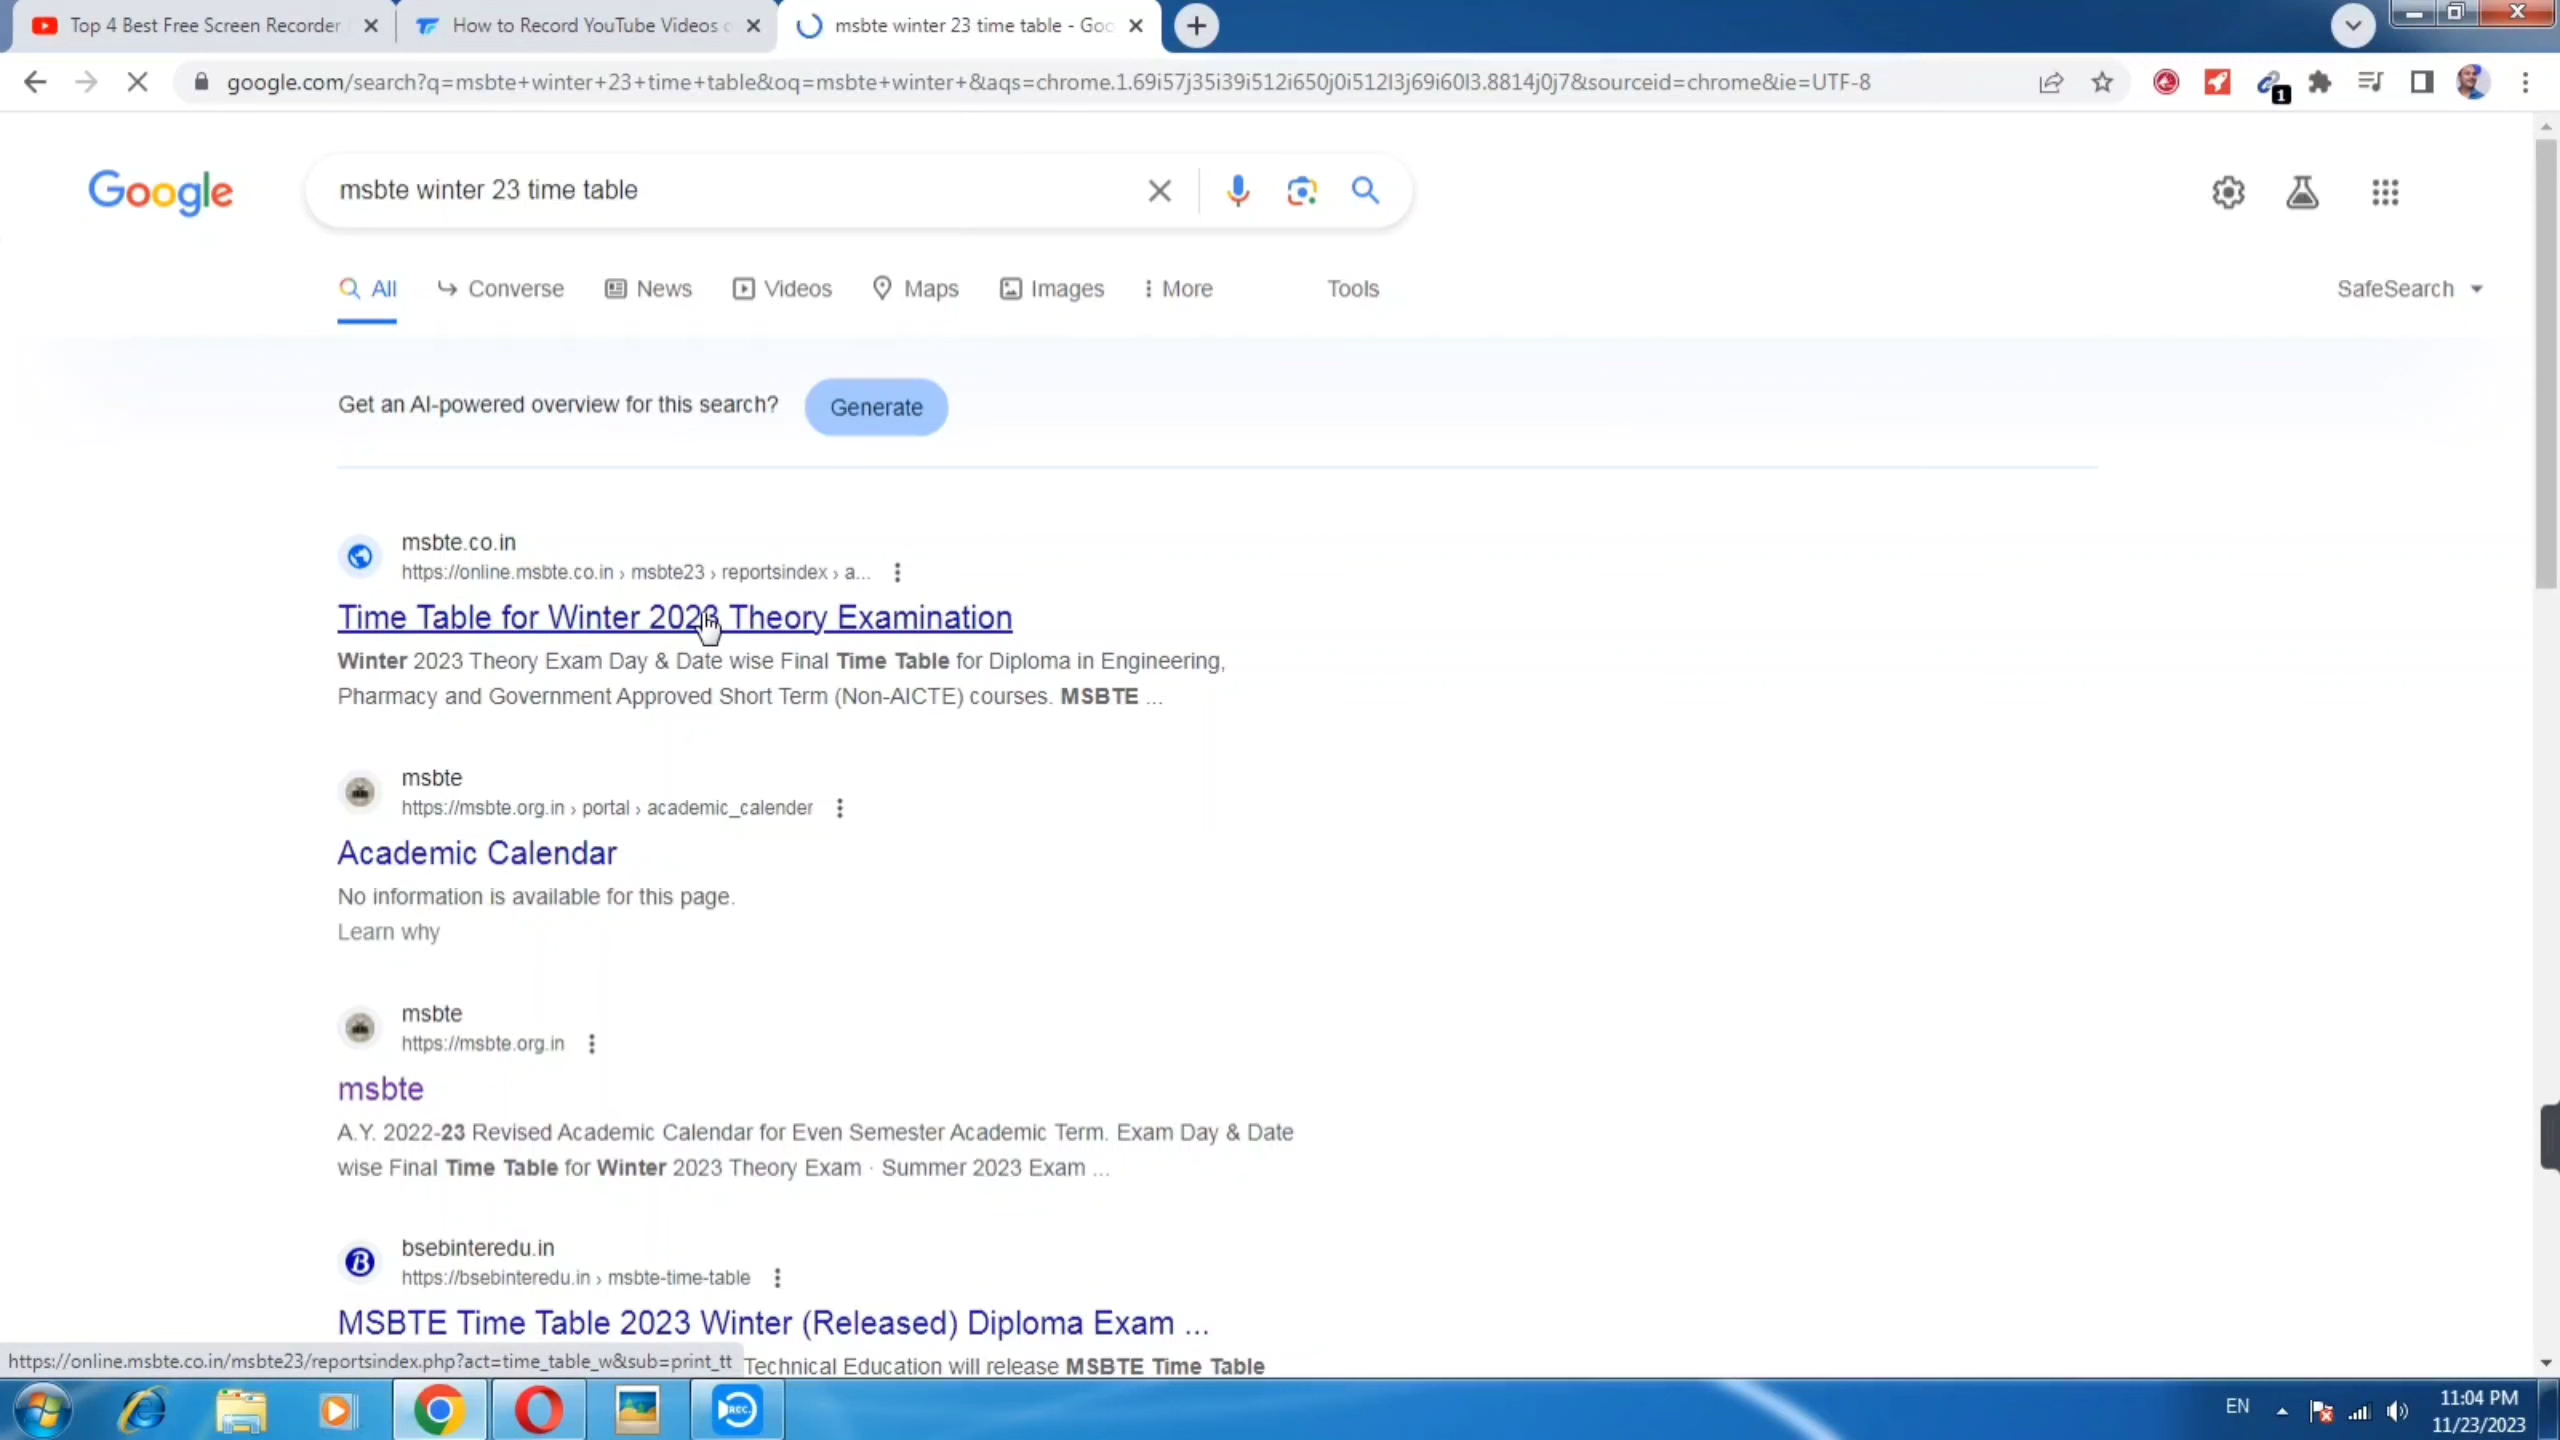 Top 4 Best Free Screen Recorder
How to Record YouTube Videos o
msbte winter 23 time table - Goo
google.com/search?q=msbte+winter+23+time+table&oq=msbte+winter+&aqs=chrome.1.69i57j35i39i512i650j0i512l3j69i60l3.8814j0j7&sourceid=chrome&ie=UTF-8
1
Google
msbte winter 23 time table
All
Converse
News
Videos
Maps
Images
More
Tools
SafeSearch
Get an AI-powered overview for this search?
Generate
msbte.co.in
https://online.msbte.co.in › msbte23 › reportsindex › a...
Time Table for Winter 2023 Theory Examination
Winter 2023 Theory Exam Day & Date wise Final Time Table for Diploma in Engineering,
Pharmacy and Government Approved Short Term (Non-AICTE) courses. MSBTE ...
msbte
https://msbte.org.in › portal › academic_calender
Academic Calendar
No information is available for this page.
Learn why
msbte
https://msbte.org.in
msbte
A.Y. 2022-23 Revised Academic Calendar for Even Semester Academic Term. Exam Day & Date
wise Final Time Table for Winter 2023 Theory Exam · Summer 2023 Exam ...
B
bsebinteredu.in
https://bsebinteredu.in › msbte-time-table
MSBTE Time Table 2023 Winter (Released) Diploma Exam ...
https://online.msbte.co.in/msbte23/reportsindex.php?act=time_table_w&sub=print_tt
Technical Education will release MSBTE Time Table
REC
EN
11:04 PM
11/23/2023